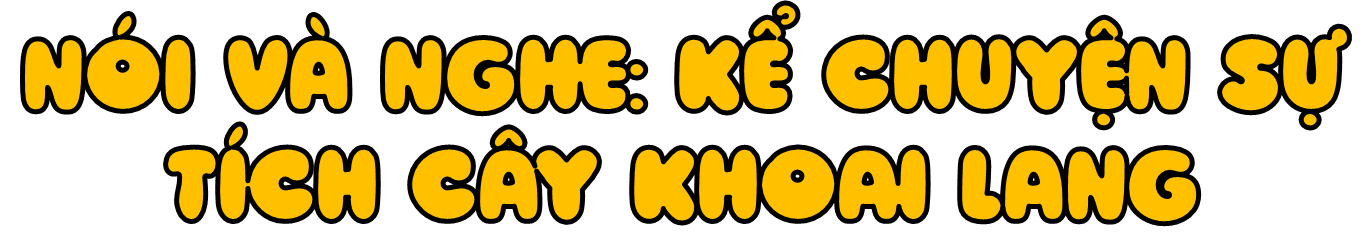 NÓI VÀ NGHE: KỂ CHUYỆN SỰ
TÍCH CÂY KHOAI LANG